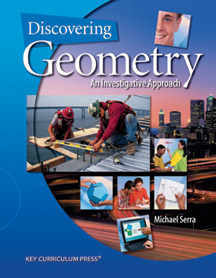 Discovering
Geometry
An Investigative Approach
Michael Serra
KEY CURRICULUM PRESS®